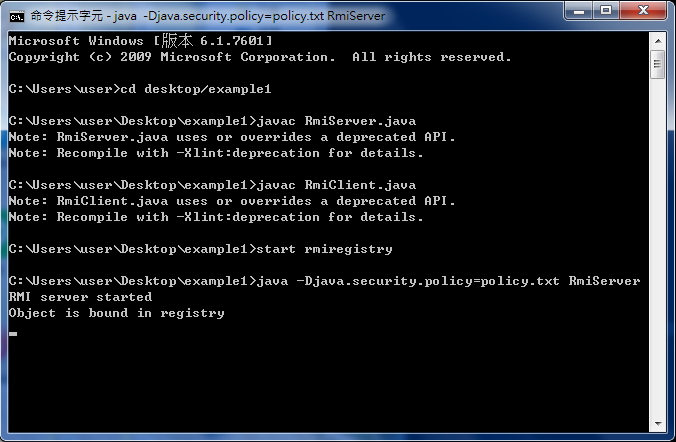 命令提示字元 - java  -Djava.security.policy=policy.txt RmiServer
Microsoft Windows [版本 6.1.7601]
Copyright (c) 2009 Microsoft Corporation.  All rights reserved.
C:\Users\user>cd desktop/example1
C:\Users\user\Desktop\example1>javac RmiServer.java
Note: RmiServer.java uses or overrides a deprecated API.
Note: Recompile with -Xlint:deprecation for details.
C:\Users\user\Desktop\example1>javac RmiClient.java
Note: RmiClient.java uses or overrides a deprecated API.
Note: Recompile with -Xlint:deprecation for details.
C:\Users\user\Desktop\example1>start rmiregistry
C:\Users\user\Desktop\example1>java -Djava.security.policy=policy.txt RmiServer
RMI server started
Object is bound in registry